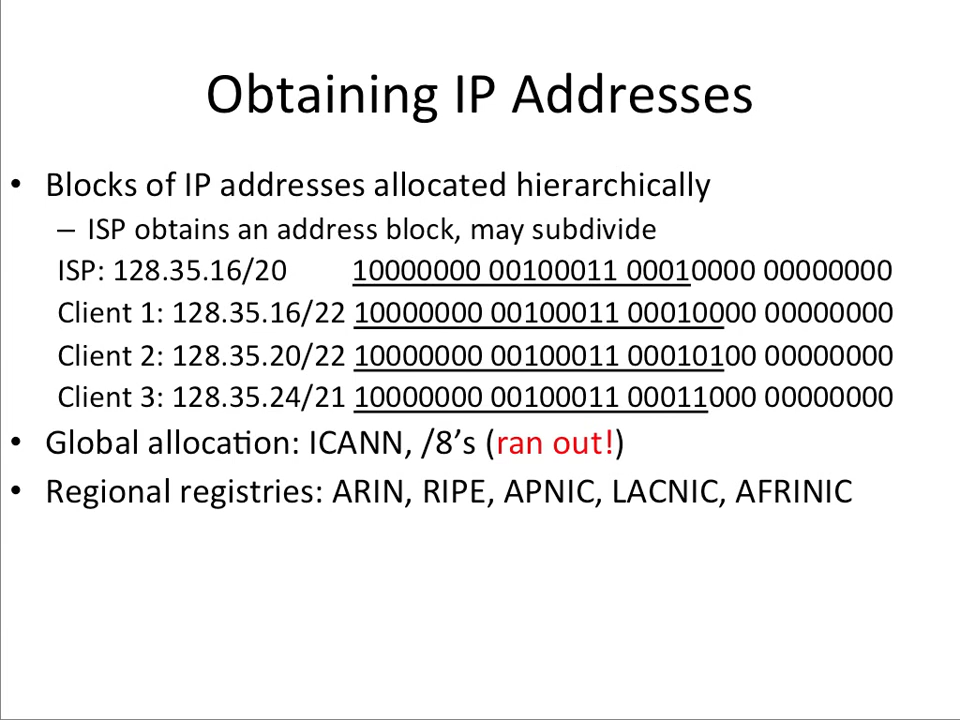 Obtaining IP Addresses
• Blocks of IP addresses allocated hierarchically
– ISP obtains an address block, may subdivide
ISP: 128.35.16/20 10000000 00100011 00010000 00000000
Client 1: 128.35.16/22 10000000 00100011 00010000 00000000
Client 2: 128.35.20/22 10000000 00100011 00010100 00000000
Client 3: 128.35.24/21 10000000 00100011 00011000 00000000
• Global allocation: ICANN, /8’s (ran out!)
• Regional registries: ARIN, RIPE, APNIC, LACNIC, AFRINIC